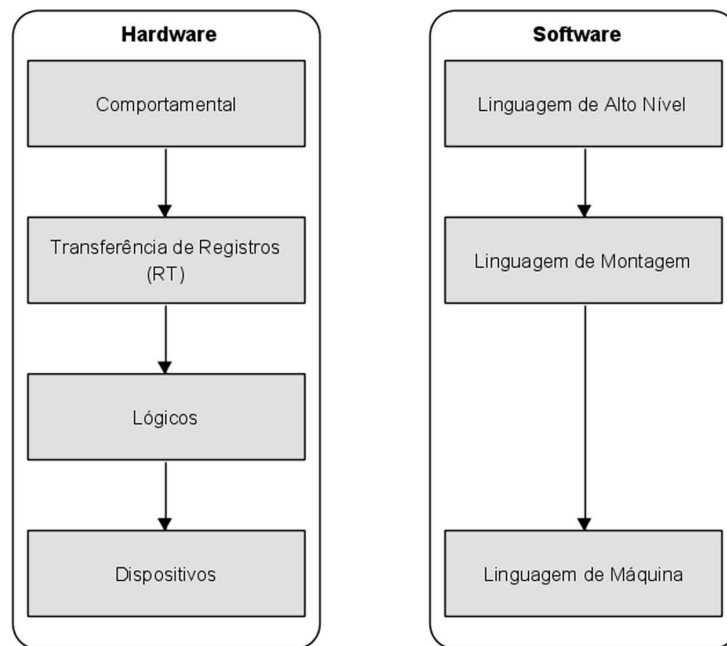 Hardware
Comportamental
Transferência de Registros
(RT)
Lógicos
Dispositivos
Software
Linguagem de Alto Nível
Linguagem de Montagem
Linguagem de Máquina